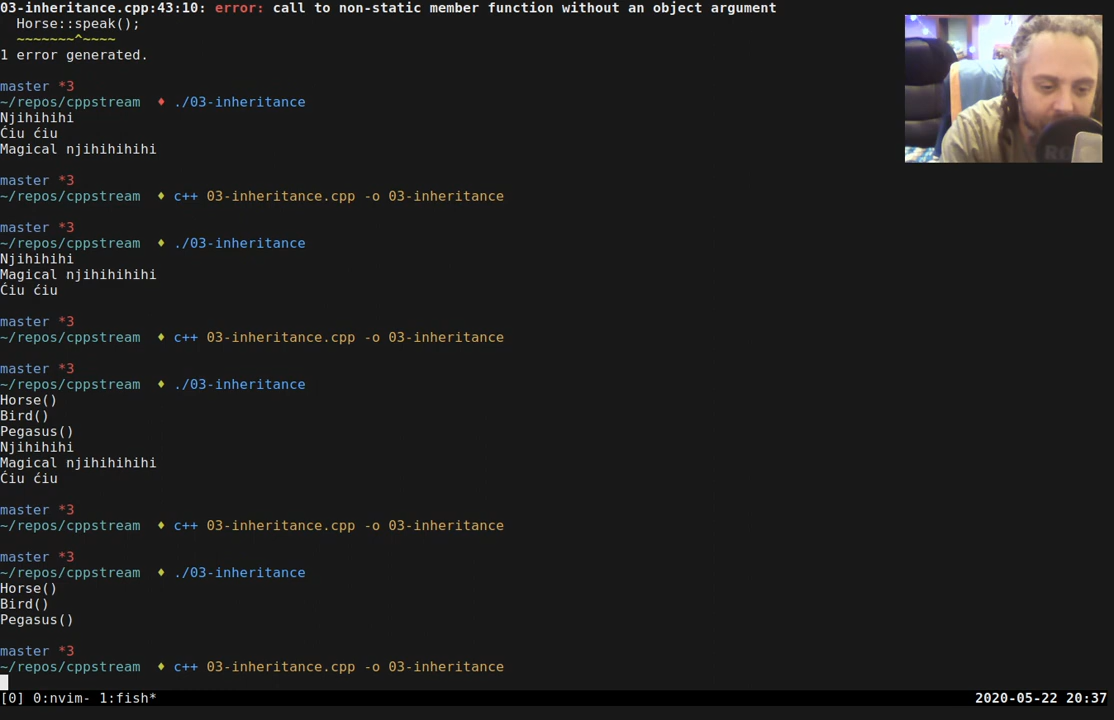 03-inheritance.cpp:43:10: error: call to non-static member function without an object argument
  Horse::speak();
  ~~~~~~~^~~~~
1 error generated.
master *3
~/repos/cppstream  ♦ ./03-inheritance
Njihihihi
Ćiu ćiu
Magical njihihihihi
master *3
~/repos/cppstream  ♦ c++ 03-inheritance.cpp -o 03-inheritance
master *3
~/repos/cppstream  ♦ ./03-inheritance
Njihihihi
Magical njihihihihi
Ćiu ćiu
master *3
~/repos/cppstream  ♦ c++ 03-inheritance.cpp -o 03-inheritance
master *3
~/repos/cppstream  ♦ ./03-inheritance
Horse()
Bird()
Pegasus()
Njihihihi
Magical njihihihihi
Ćiu ćiu
master *3
~/repos/cppstream  ♦ c++ 03-inheritance.cpp -o 03-inheritance
master *3
~/repos/cppstream  ♦ ./03-inheritance
Horse()
Bird()
Pegasus()
master *3
~/repos/cppstream  ♦ c++ 03-inheritance.cpp -o 03-inheritance
[0] 0:nvim- 1:fish* 2020-05-22 20:37